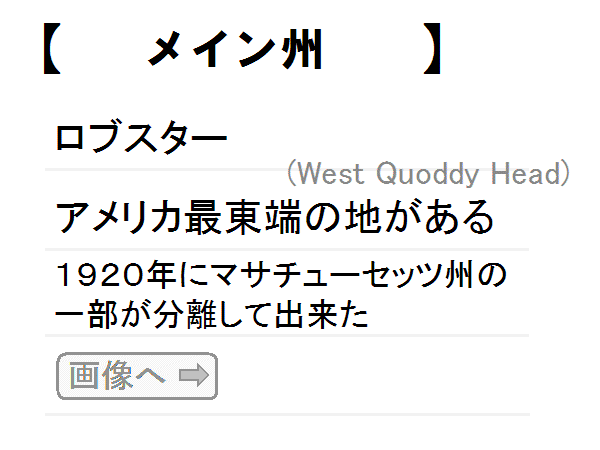 【 メイン州 】
ロブスター
(West Quoddy Head)
アメリカ最東端の地がある
1920年にマサチューセッツ州の
一部が分離して出来た
画像へ ⇨